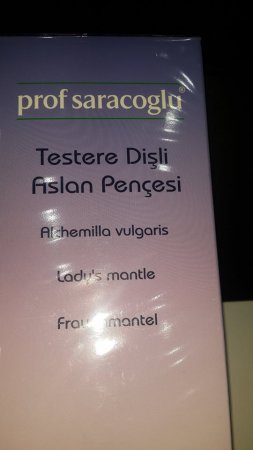 prof saracoglu®
Testere Dişli
Aslan Pençesi
Alchemilla vulgaris
Lady's mantle